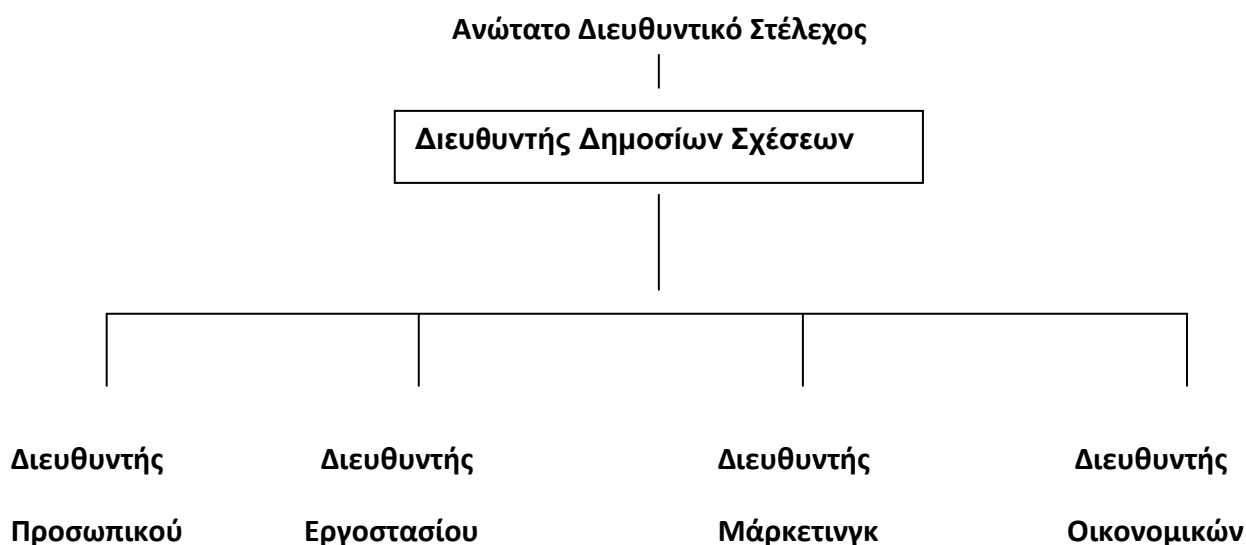 Ανώτατο Διευθυντικό Στέλεχος
Διευθυντής Δημοσίων Σχέσεων
Διευθυντής Διευθυντής Διευθυντής Διευθυντής
Προσωπικού Εργοστασίου Μάρκετινγκ Οικονομικών